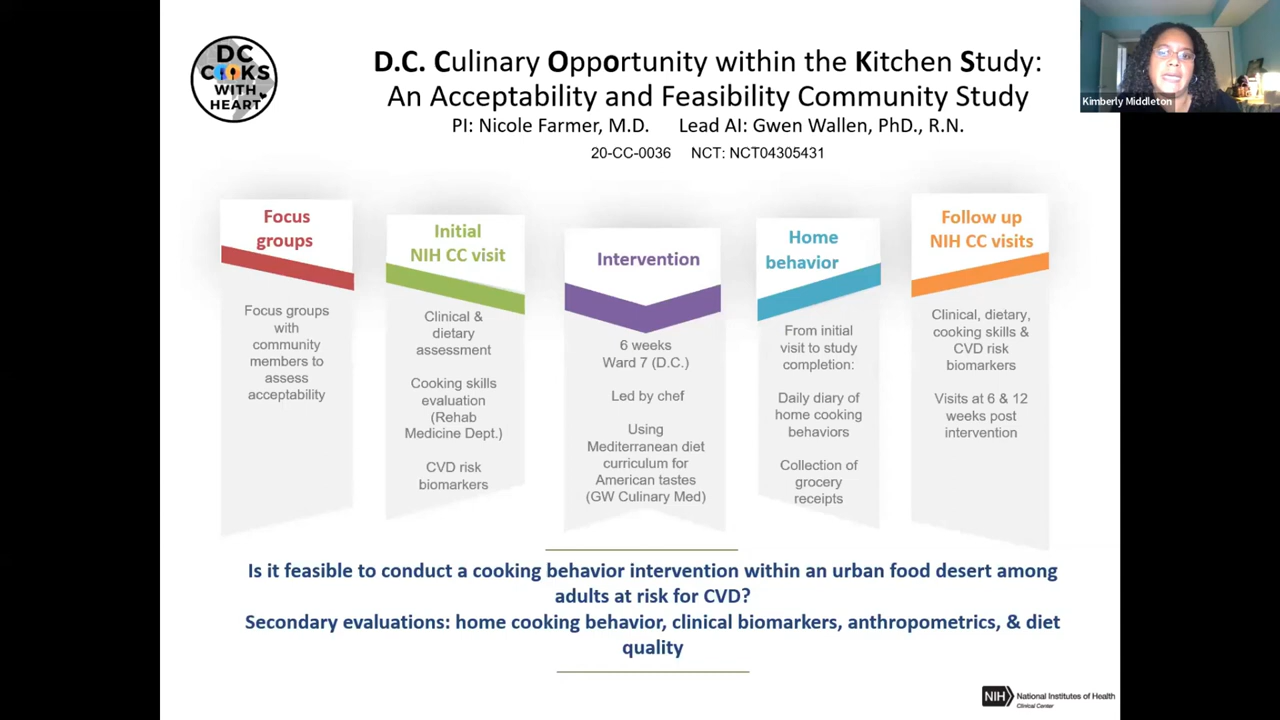 DC
COOKS
WITH
HEART
D.C. Culinary Opportunity within the Kitchen Study:
An Acceptability and Feasibility Community Study
PI: Nicole Farmer, M.D. Lead AI: Gwen Wallen, PhD., R.N.
20-CC-0036 NCT: NCT04305431
Kimberly Middleton
Focus
groups
Focus groups
with
community
members to
assess
acceptability
Initial
NIH CC visit
Clinical &
dietary
assessment
Cooking skills
evaluation
(Rehab
Medicine Dept.)
CVD risk
biomarkers
Intervention
6 weeks
Ward 7 (D.C.)
Led by chef
Using
Mediterranean diet
curriculum for
American tastes
(GW Culinary Med)
Home
behavior
From initial
visit to study
completion:
Daily diary of
home cooking
behaviors
Collection of
grocery
receipts
Follow up
NIH CC visits
Clinical, dietary,
cooking skills &
CVD risk
biomarkers
Visits at 6 & 12
weeks post
intervention
Is it feasible to conduct a cooking behavior intervention within an urban food desert among
adults at risk for CVD?
Secondary evaluations: home cooking behavior, clinical biomarkers, anthropometrics, & diet
quality
NIH National Institutes of Health
Clinical Center